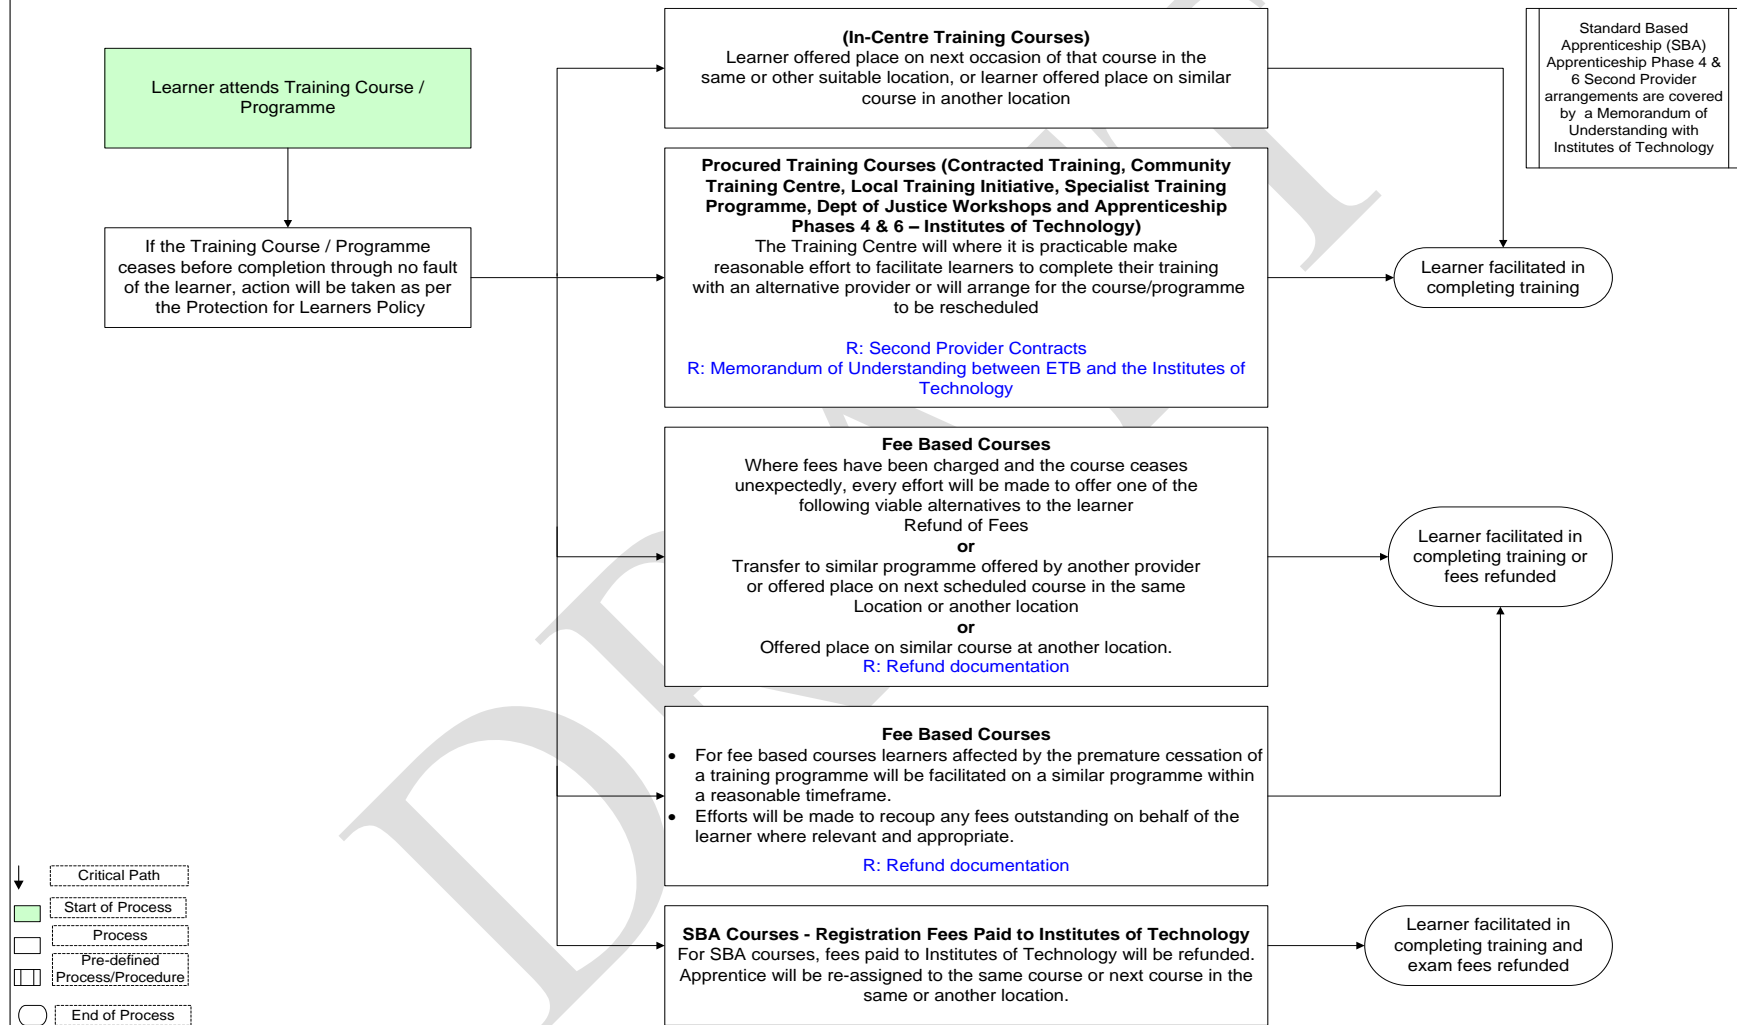 Learner attends Training Course /
Programme
If the Training Course / Programme
ceases before completion through no fault
of the learner, action will be taken as per
the Protection for Learners Policy
(In-Centre Training Courses)
Learner offered place on next occasion of that course in the
same or other suitable location, or learner offered place on similar
course in another location
Procured Training Courses (Contracted Training, Community
Training Centre, Local Training Initiative, Specialist Training
Programme, Dept of Justice Workshops and Apprenticeship
Phases 4 & 6 – Institutes of Technology)
The Training Centre will where it is practicable make
reasonable effort to facilitate learners to complete their training
with an alternative provider or will arrange for the course/programme
to be rescheduled
R: Second Provider Contracts
R: Memorandum of Understanding between ETB and the Institutes of
Technology
Fee Based Courses
Where fees have been charged and the course ceases
unexpectedly, every effort will be made to offer one of the
following viable alternatives to the learner
Refund of Fees
or
Transfer to similar programme offered by another provider
or offered place on next scheduled course in the same
Location or another location
or
Offered place on similar course at another location.
R: Refund documentation
Fee Based Courses
• For fee based courses learners affected by the premature cessation of
a training programme will be facilitated on a similar programme within
a reasonable timeframe.
• Efforts will be made to recoup any fees outstanding on behalf of the
learner where relevant and appropriate.
R: Refund documentation
SBA Courses - Registration Fees Paid to Institutes of Technology
For SBA courses, fees paid to Institutes of Technology will be refunded.
Apprentice will be re-assigned to the same course or next course in the
same or another location.
Standard Based
Apprenticeship (SBA)
Apprenticeship Phase 4 &
6 Second Provider
arrangements are covered
by a Memorandum of
Understanding with
Institutes of Technology
Learner facilitated in
completing training
Learner facilitated in
completing training or
fees refunded
Learner facilitated in
completing training and
exam fees refunded
Critical Path
Start of Process
Process
Pre-defined
Process/Procedure
End of Process
DRAFT